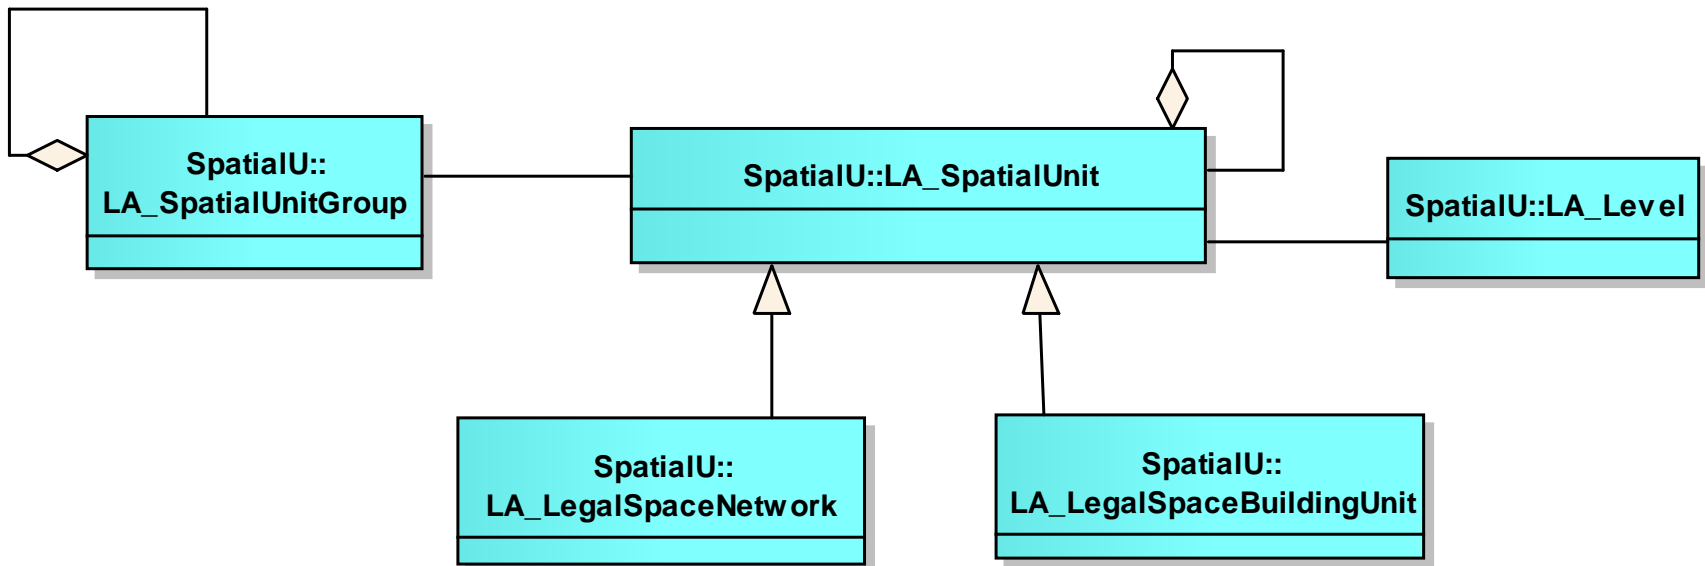 SpatialU::
LA_SpatialUnitGroup
SpatialU::LA_SpatialUnit
SpatialU::LA_Level
SpatialU::
LA_LegalSpaceNetwork
SpatialU::
LA_LegalSpaceBuildingUnit